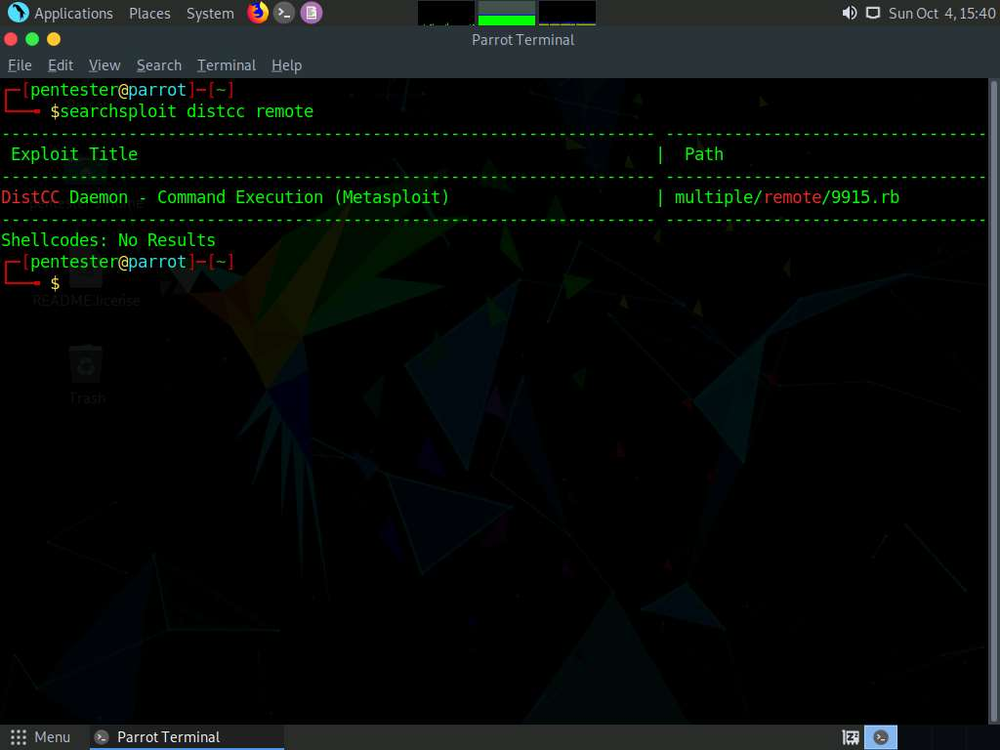 Applications Places System Sun Oct 4, 15:40
Parrot Terminal
File Edit View Search Terminal Help
┌─[pentester@parrot]─[~]
└──╼ $searchsploit distcc remote
------------------------------------------------------------------- ---------------------------------
Exploit Title | Path
------------------------------------------------------------------- ---------------------------------
DistCC Daemon - Command Execution (Metasploit) | multiple/remote/9915.rb
------------------------------------------------------------------- ---------------------------------
Shellcodes: No Results
┌─[pentester@parrot]─[~]
└──╼ $
README.license
Trash
Menu Parrot Terminal